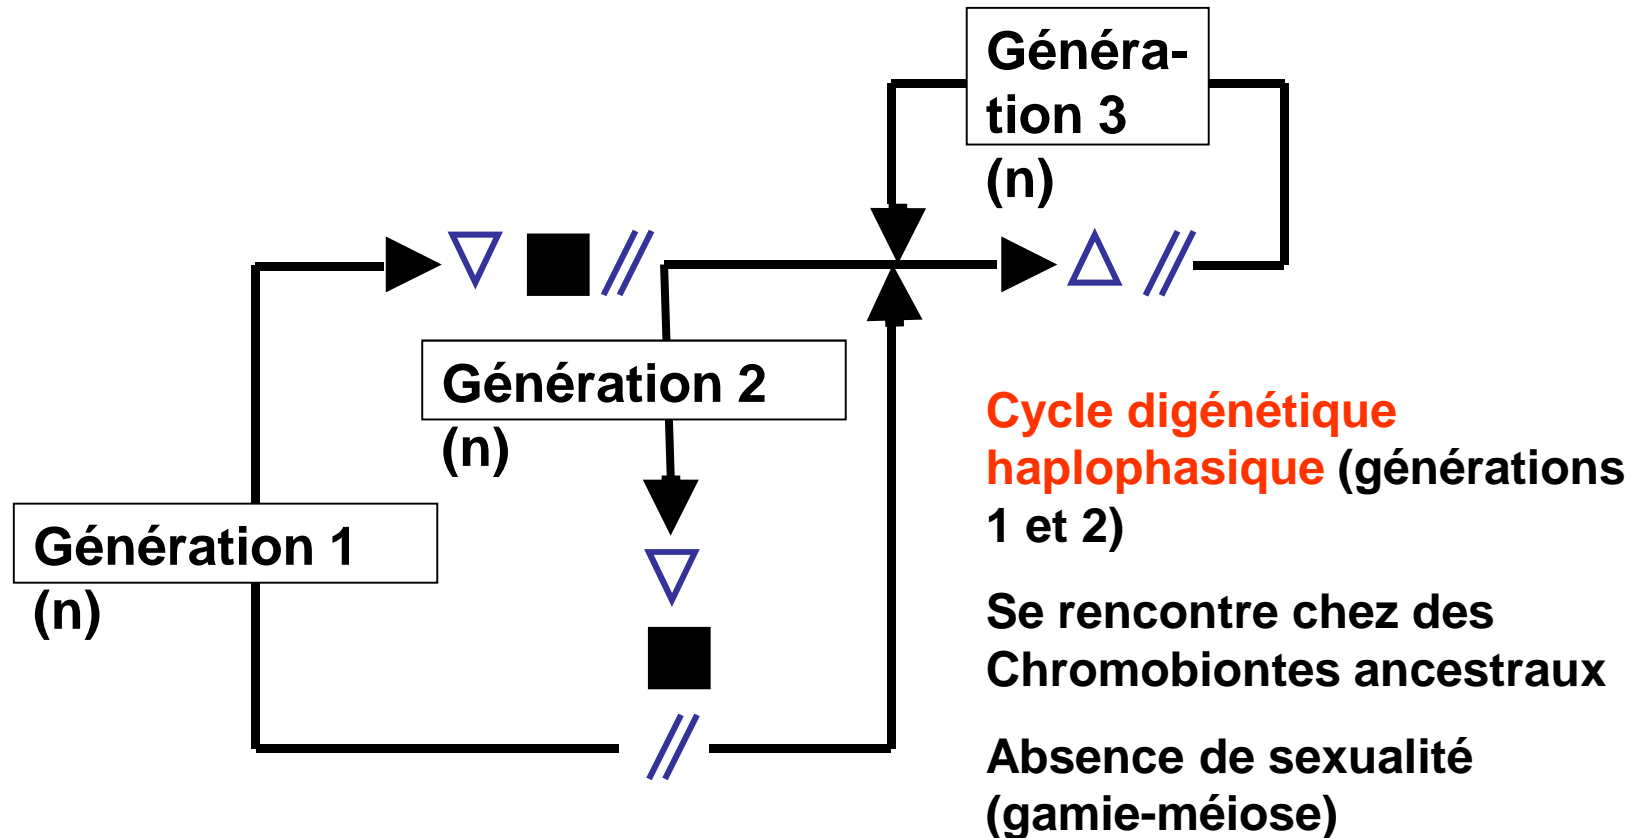 Généra-
tion 3
(n)
Génération 2
(n)
Génération 1
(n)
Cycle digénétique
haplophasique (générations
1 et 2)
Se rencontre chez des
Chromobiontes ancestraux
Absence de sexualité
(gamie-méiose)